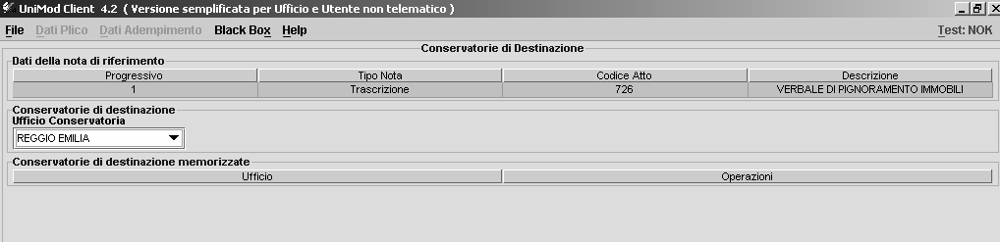 UniMod Client 4.2 ( Versione semplificata per Ufficio e Utente non telematico )
File Dati Plico Dati Adempimento Black Box Help Test: NOK
Conservatorie di Destinazione
Dati della nota di riferimento
Progressivo Tipo Nota Codice Atto Descrizione
1 Trascrizione 726 VERBALE DI PIGNORAMENTO IMMOBILI
Conservatorie di destinazione
Ufficio Conservatoria
REGGIO EMILIA
Conservatorie di destinazione memorizzate
Ufficio Operazioni